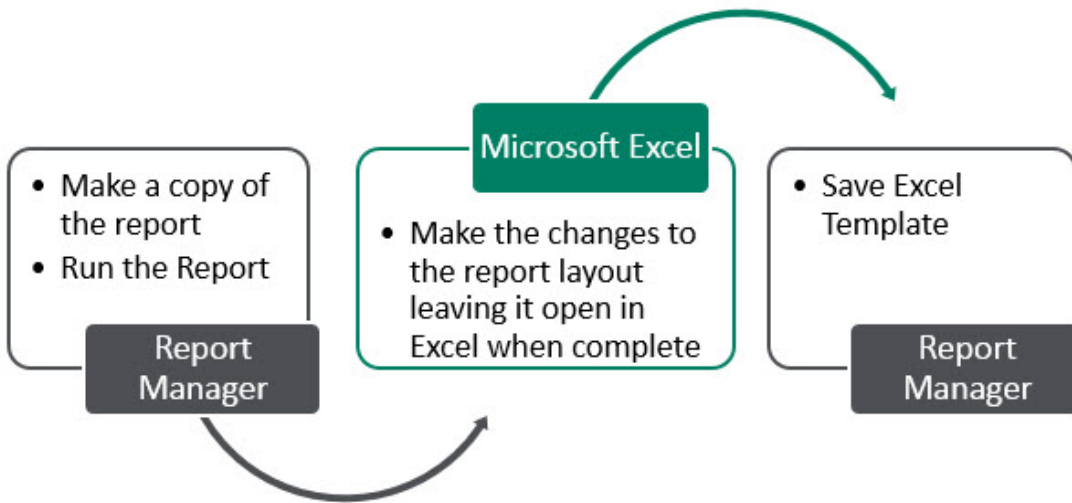 • Make a copy of
the report
• Run the Report
Report
Manager
Microsoft Excel
• Make the changes to
the report layout
leaving it open in
Excel when complete
• Save Excel
Template
Report
Manager